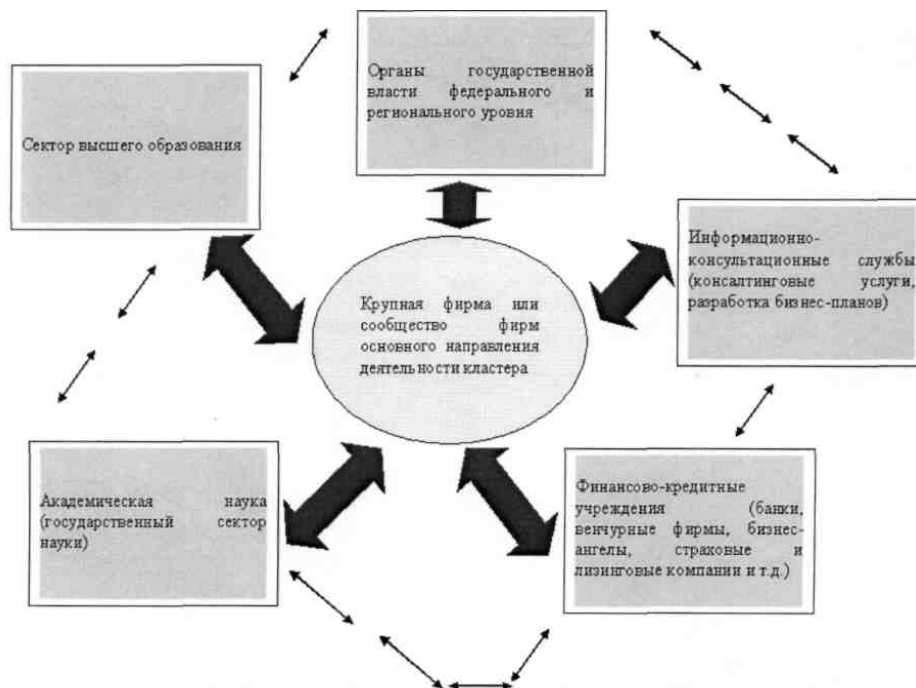 Органы государственной
власти федерального и
регионального уровня
Сектор высшего образования
Информационно-
консультационные службы
(консалтинговые услуги,
разработка бизнес-планов)
Крупная фирма или
сообщество фирм
основного направления
деятельности кластера
Академическая наука
(государственный сектор
науки)
Финансово-кредитные
учреждения (банки,
венчурные фирмы, бизнес-
ангелы, страховые и
лизинговые компании и т.д.)